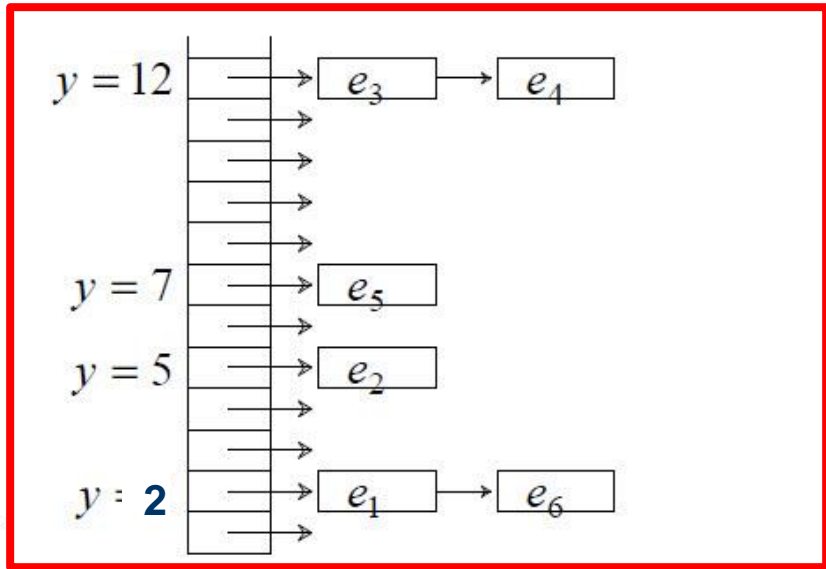 y = 12 e₃ e₄
y = 7 e₅
y = 5 e₂
y = 2 e₁ e₆